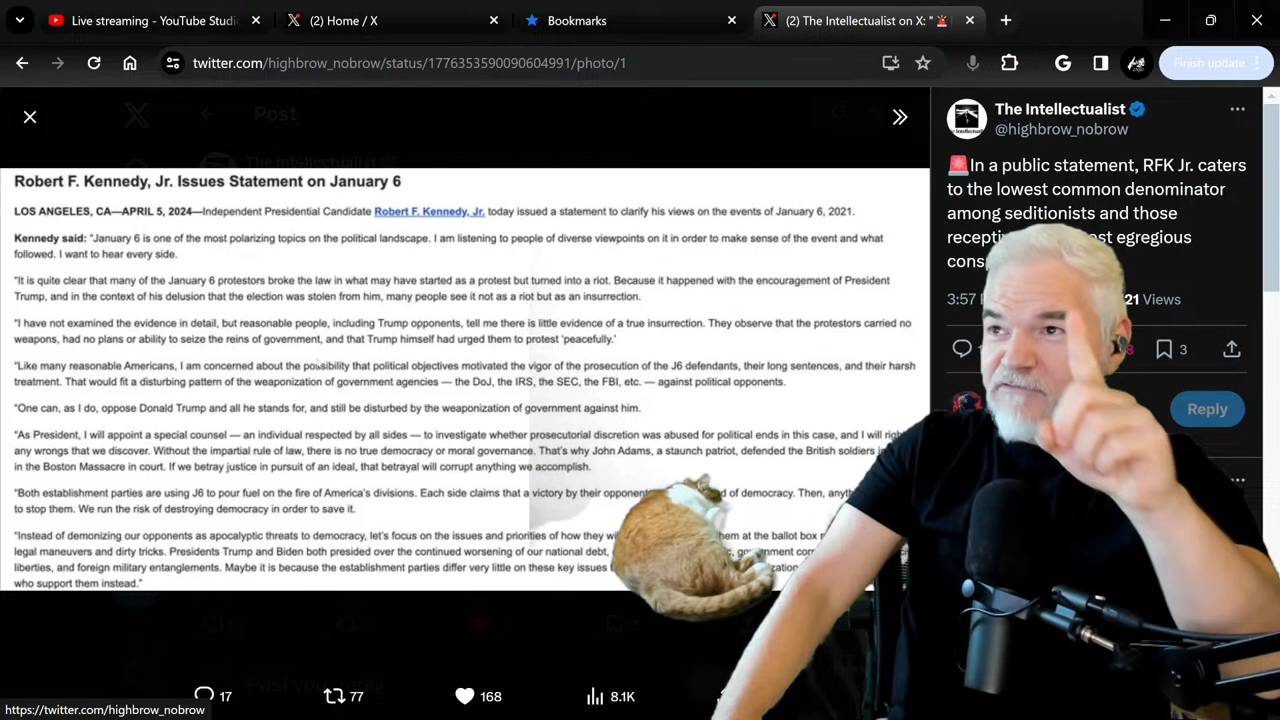 Live streaming - YouTube Studi
(2) Home / X
Bookmarks
(2) The Intellectualist on X: "🚨
twitter.com/highbrow_nobrow/status/1776353590090604991/photo/1
Finish update
Post
Robert F. Kennedy, Jr. Issues Statement on January 6
LOS ANGELES, CA—APRIL 5, 2024—Independent Presidential Candidate Robert F. Kennedy, Jr. today issued a statement to clarify his views on the events of January 6, 2021.
Kennedy said: "January 6 is one of the most polarizing topics on the political landscape. I am listening to people of diverse viewpoints on it in order to make sense of the event and what
followed. I want to hear every side.
"It is quite clear that many of the January 6 protestors broke the law in what may have started as a protest but turned into a riot. Because it happened with the encouragement of President
Trump, and in the context of his delusion that the election was stolen from him, many people see it not as a riot but as an insurrection.
"I have not examined the evidence in detail, but reasonable people, including Trump opponents, tell me there is little evidence of a true insurrection. They observe that the protestors carried no
weapons, had no plans or ability to seize the reins of government, and that Trump himself had urged them to protest 'peacefully.'
"Like many reasonable Americans, I am concerned about the possibility that political objectives motivated the vigor of the prosecution of the J6 defendants, their long sentences, and their harsh
treatment. That would fit a disturbing pattern of the weaponization of government agencies — the DoJ, the IRS, the SEC, the FBI, etc. — against political opponents.
"One can, as I do, oppose Donald Trump and all he stands for, and still be disturbed by the weaponization of government against him.
"As President, I will appoint a special counsel — an individual respected by all sides — to investigate whether prosecutorial discretion was abused for political ends in this case, and I will right
any wrongs that we discover. Without the impartial rule of law, there is no true democracy or moral governance. That's why John Adams, a staunch patriot, defended the British soldiers
in the Boston Massacre in court. If we betray justice in pursuit of an ideal, that betrayal will corrupt anything we accomplish.
"Both establishment parties are using J6 to pour fuel on the fire of America's divisions. Each side claims that a victory by their opponent d of democracy. Then,
to stop them. We run the risk of destroying democracy in order to save it.
"Instead of demonizing our opponents as apocalyptic threats to democracy, let's focus on the issues and priorities of how they at the ballot box
legal maneuvers and dirty tricks. Presidents Trump and Biden both presided over the continued worsening of our national debt, government
liberties, and foreign military entanglements. Maybe it is because the establishment parties differ very little on these key issues
who support them instead."
17
77
168
8.1K
https://twitter.com/highbrow_nobrow
The Intellectualist
@highbrow_nobrow
🚨In a public statement, RFK Jr. caters
to the lowest common denominator
among seditionists and those
egregious
3:57
21 Views
8
3
Reply